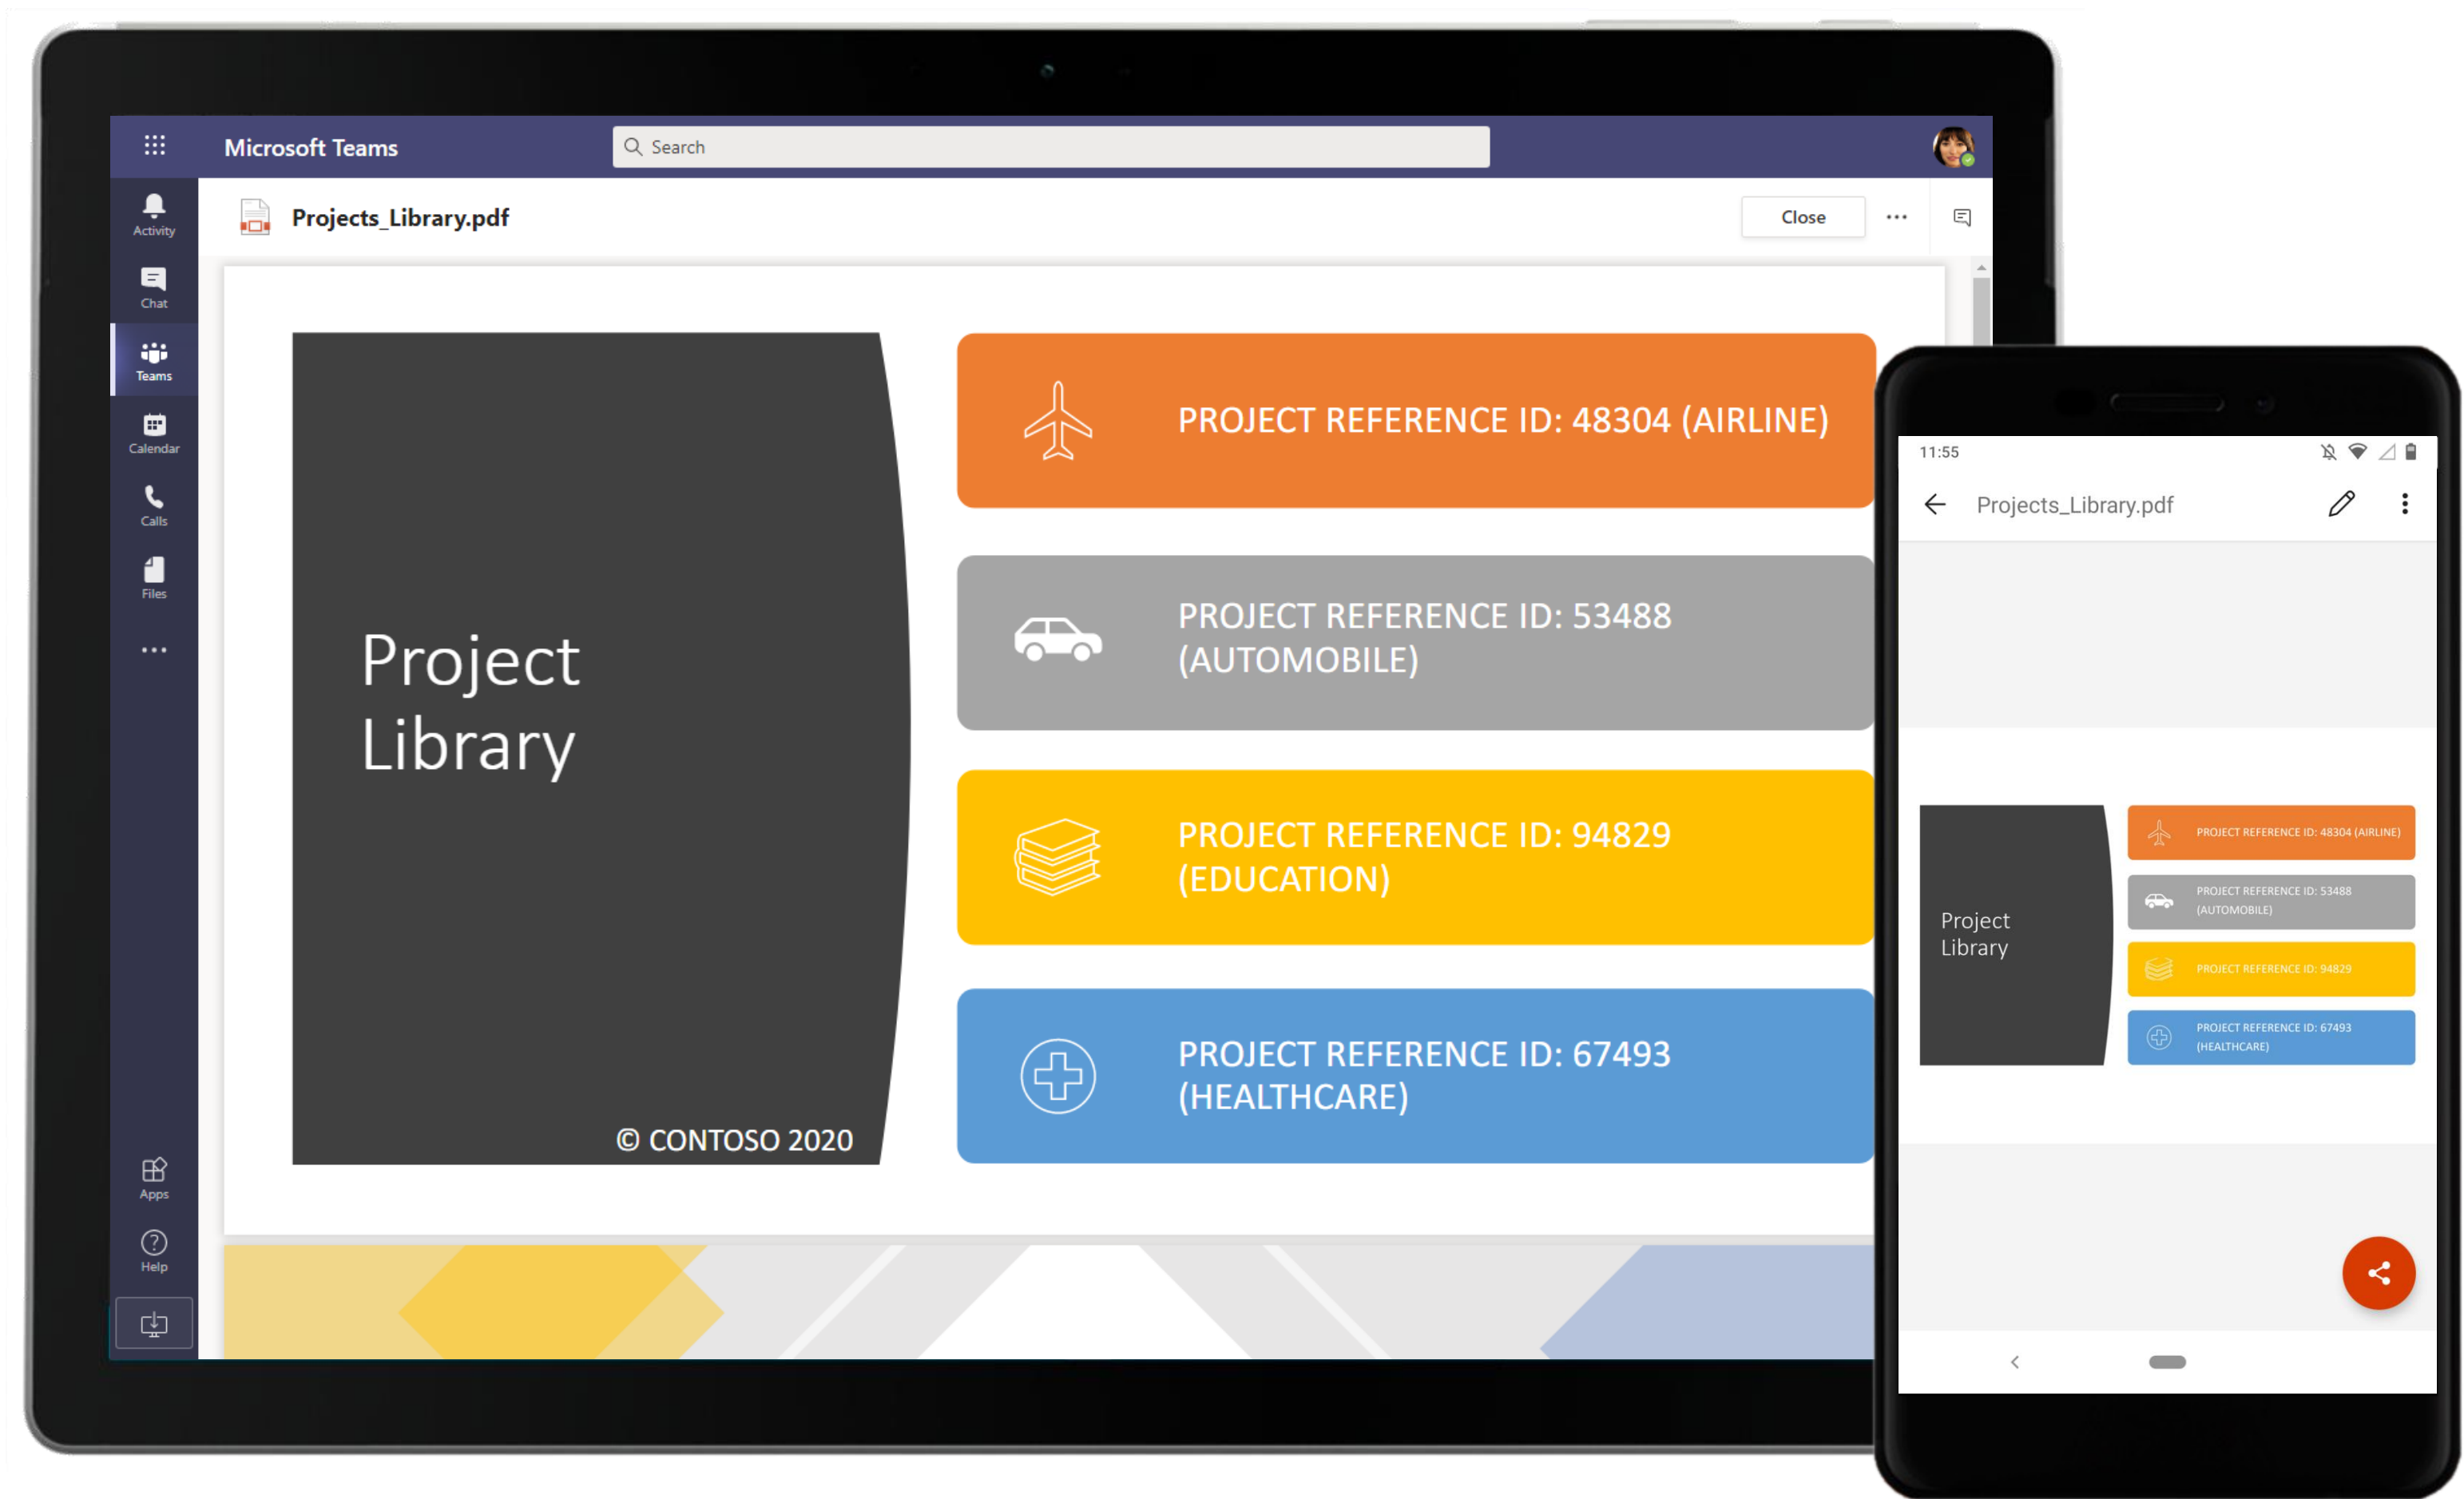 Microsoft Teams
Search
Activity
Chat
Teams
Calendar
Calls
Files
Apps
Help
Projects_Library.pdf
Close
Project
Library
© CONTOSO 2020
PROJECT REFERENCE ID: 48304 (AIRLINE)
PROJECT REFERENCE ID: 53488
(AUTOMOBILE)
PROJECT REFERENCE ID: 94829
(EDUCATION)
PROJECT REFERENCE ID: 67493
(HEALTHCARE)
11:55
Projects_Library.pdf
Project
Library
PROJECT REFERENCE ID: 48304 (AIRLINE)
PROJECT REFERENCE ID: 53488
(AUTOMOBILE)
PROJECT REFERENCE ID: 94829
PROJECT REFERENCE ID: 67493
(HEALTHCARE)